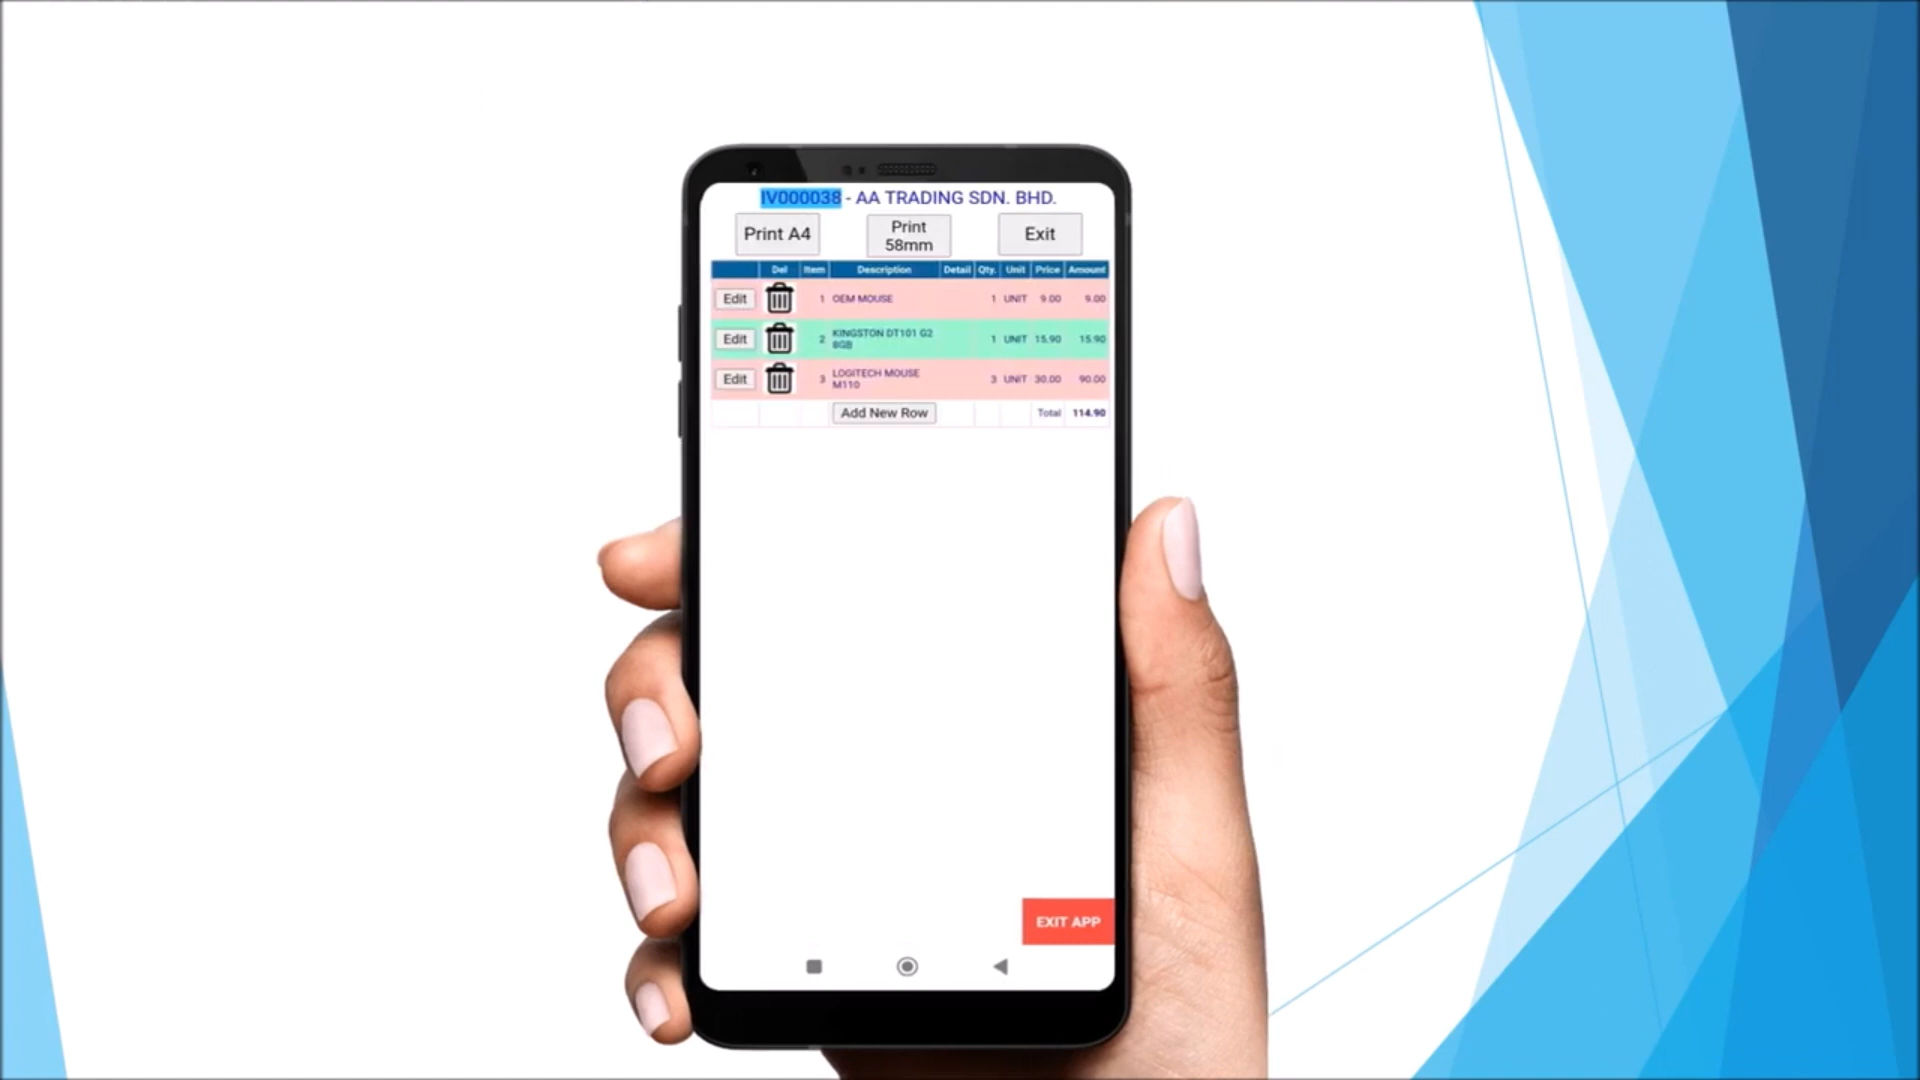 IV000038 - AA TRADING SDN. BHD.
Print A4
Print
58mm
Exit
Del Item Description Detail Qty. Unit Price Amount
Edit 1 OEM MOUSE 1 UNIT 9.00 9.00
Edit 2 KINGSTON DT101 G2
8GB 1 UNIT 15.90 15.90
Edit 3 LOGITECH MOUSE
M110 3 UNIT 30.00 90.00
Add New Row Total 114.90
EXIT APP